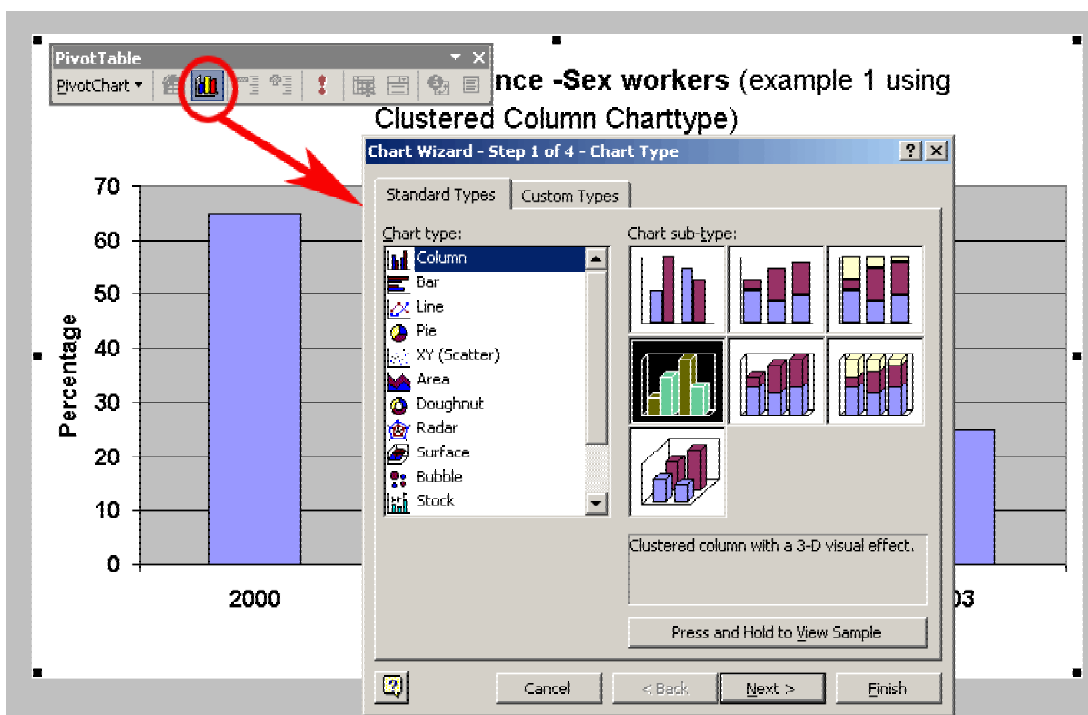 PivotTable
PivotChart
nce -Sex workers (example 1 using
Clustered Column Charttype)
Chart Wizard - Step 1 of 4 - Chart Type
Standard Types Custom Types
Chart type: Chart sub-type:
Column
Bar
Line
Pie
XY (Scatter)
Area
Doughnut
Radar
Surface
Bubble
Stock
Clustered column with a 3-D visual effect.
Press and Hold to View Sample
Cancel < Back Next > Finish
Percentage
70
60
50
40
30
20
10
0
2000
03